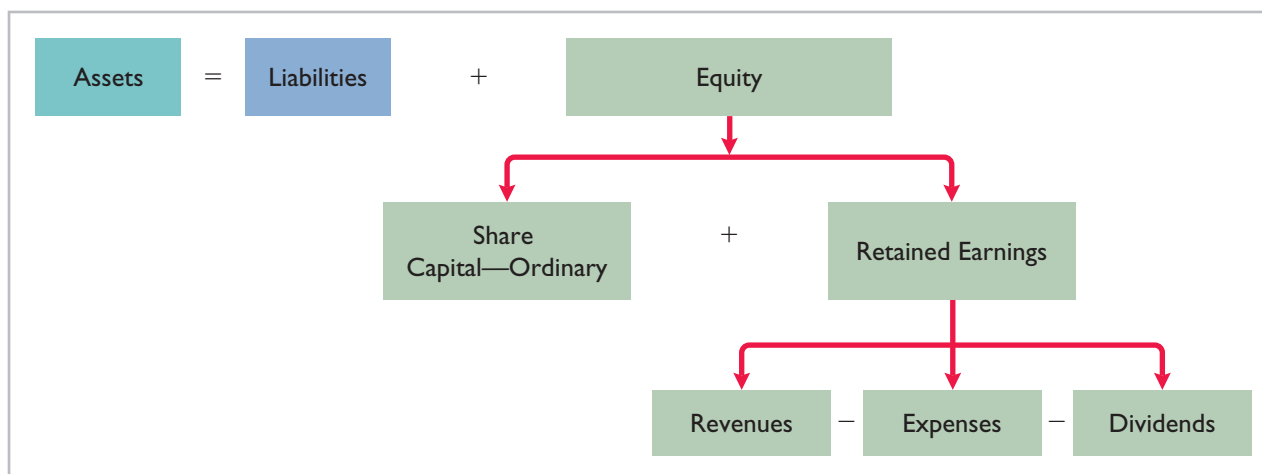 Assets = Liabilities + Equity
Share
Capital—Ordinary
+
Retained Earnings
Revenues – Expenses – Dividends